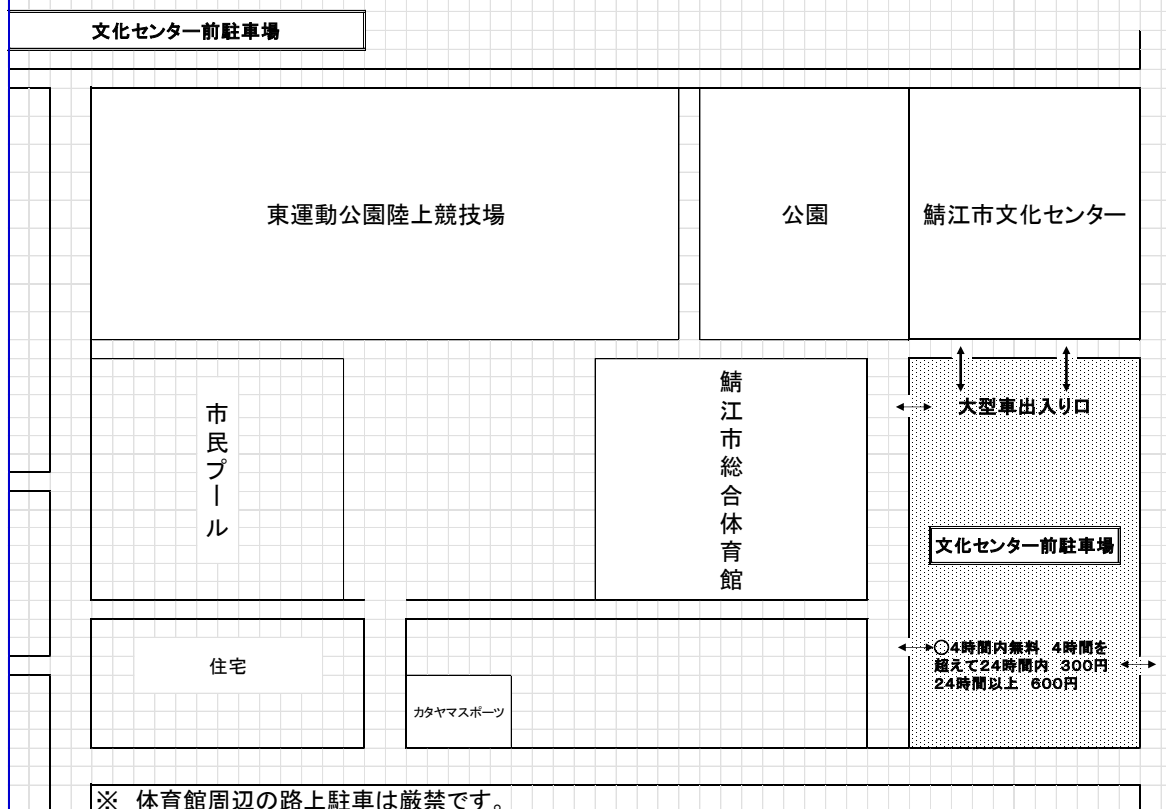 文化センター前駐車場
東運動公園陸上競技場
公園
鯖江市文化センター
市民プール
鯖江市総合体育館
大型車出入り口
文化センター前駐車場
○4時間内無料 4時間を
超えて24時間内 300円
24時間以上 600円
住宅
カタヤマスポーツ
※ 体育館周辺の路上駐車は厳禁です。